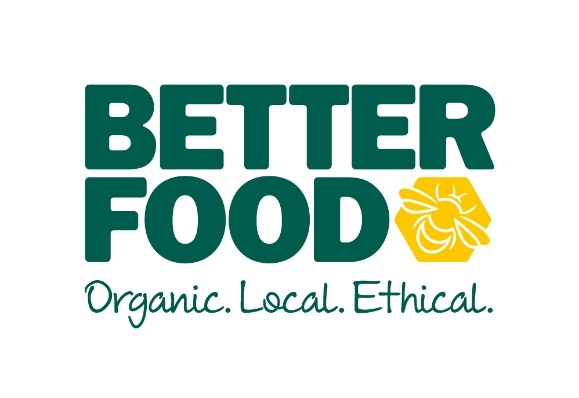 BETTER
FOOD
Organic. Local. Ethical.